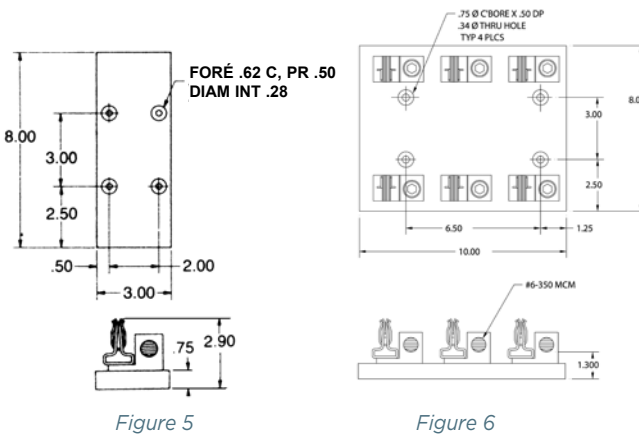 FORÉ .62 C, PR .50
DIAM INT .28
8.00
3.00
2.50
.50
2.00
3.00
.75
2.90
Figure 5
.75 Ø C'BORE X .50 DP
.34 Ø THRU HOLE
TYP 4 PLCS
8.0
3.00
2.50
6.50
1.25
10.00
#6-350 MCM
1.300
Figure 6